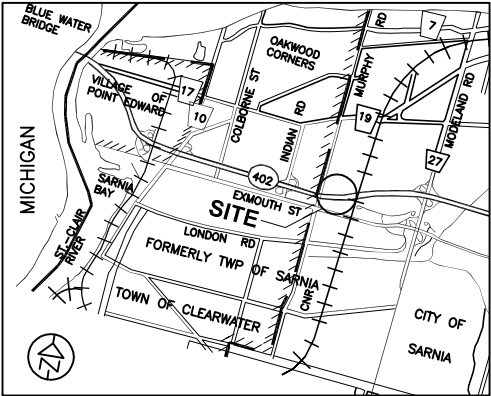 BLUE WATER
BRIDGE
OAKWOOD
CORNERS
RD
7
MURPHY
MODELAND RD
VILLAGE OF
POINT EDWARD
17
10
COLBORNE ST
INDIAN
RD
19
27
MICHIGAN
SARNIA
BAY
402
EXMOUTH ST
SITE
ST. CLAIR
RIVER
LONDON RD
FORMERLY TWP OF SARNIA
CNR
TOWN OF CLEARWATER
CITY OF
SARNIA
N